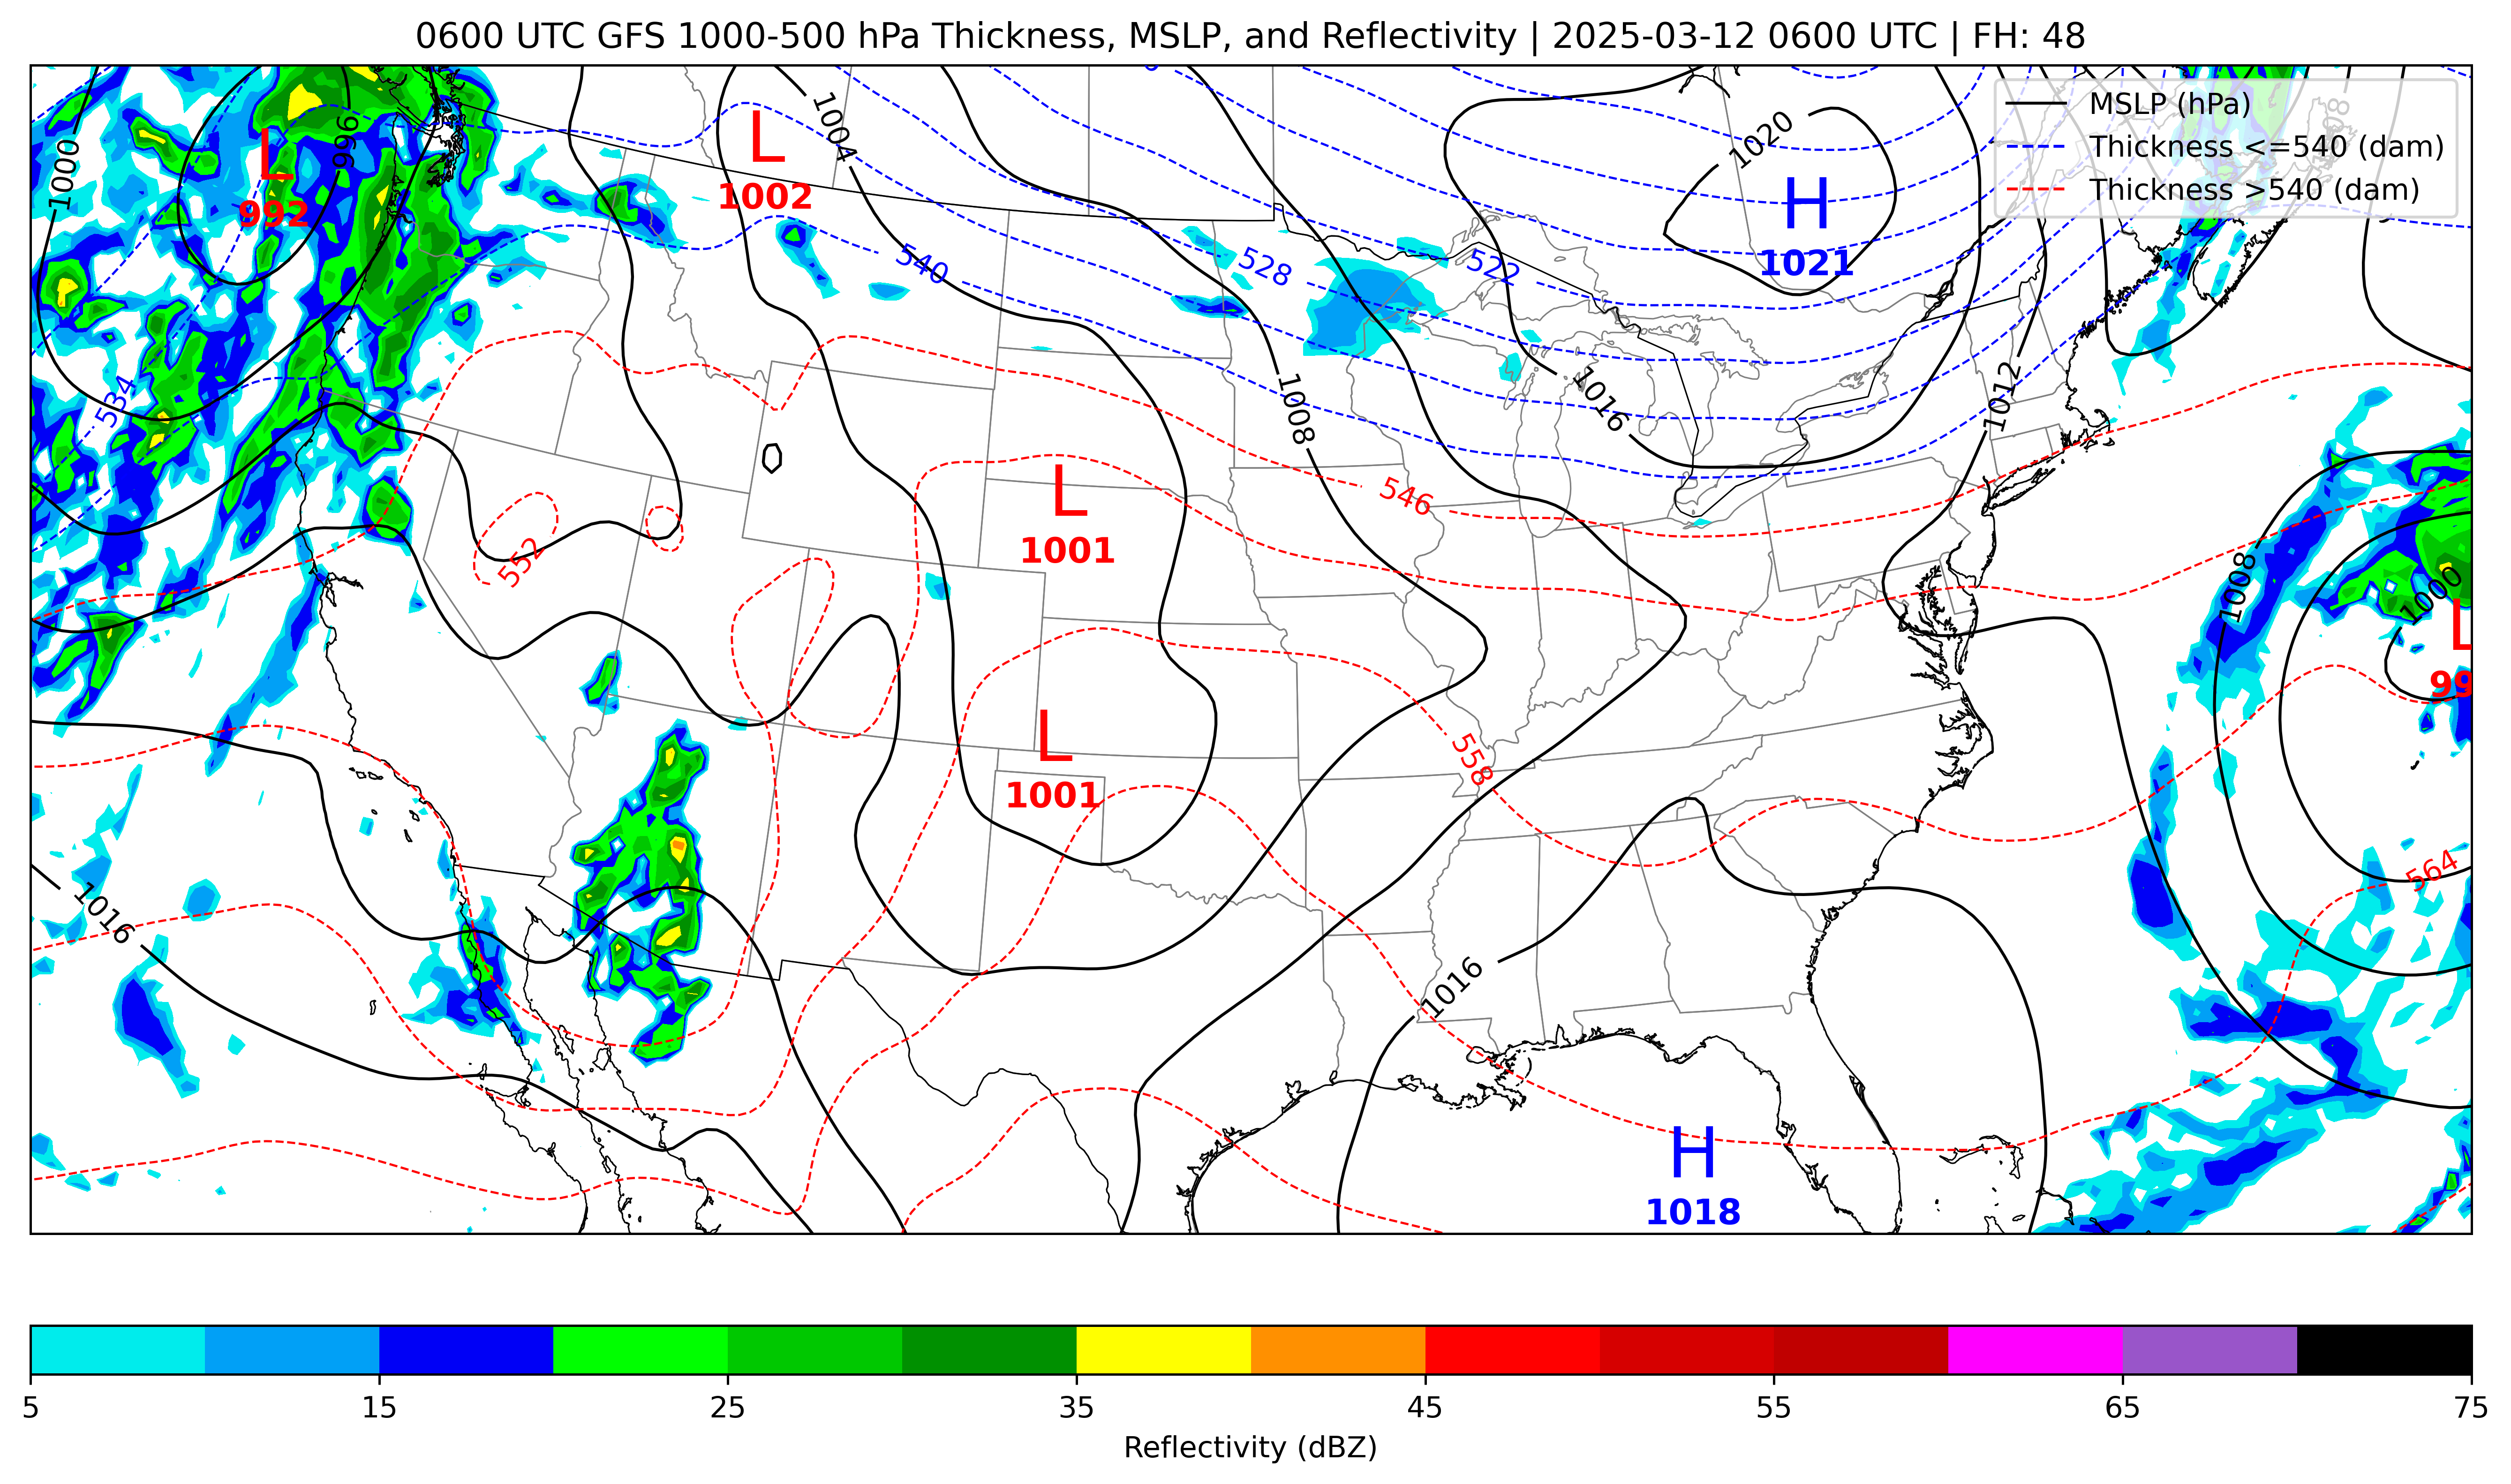 0600 UTC GFS 1000-500 hPa Thickness, MSLP, and Reflectivity | 2025-03-12 0600 UTC | FH: 48
MSLP (hPa)
Thickness <=540 (dam)
Thickness >540 (dam)
1000
996
L
992
L
1002
1004
1020
H
1021
540
528
522
534
1008
1016
1012
L
1001
546
552
1008
1000
L
99
L
1001
558
564
1016
1016
H
1018
5
15
25
35
45
55
65
75
Reflectivity (dBZ)